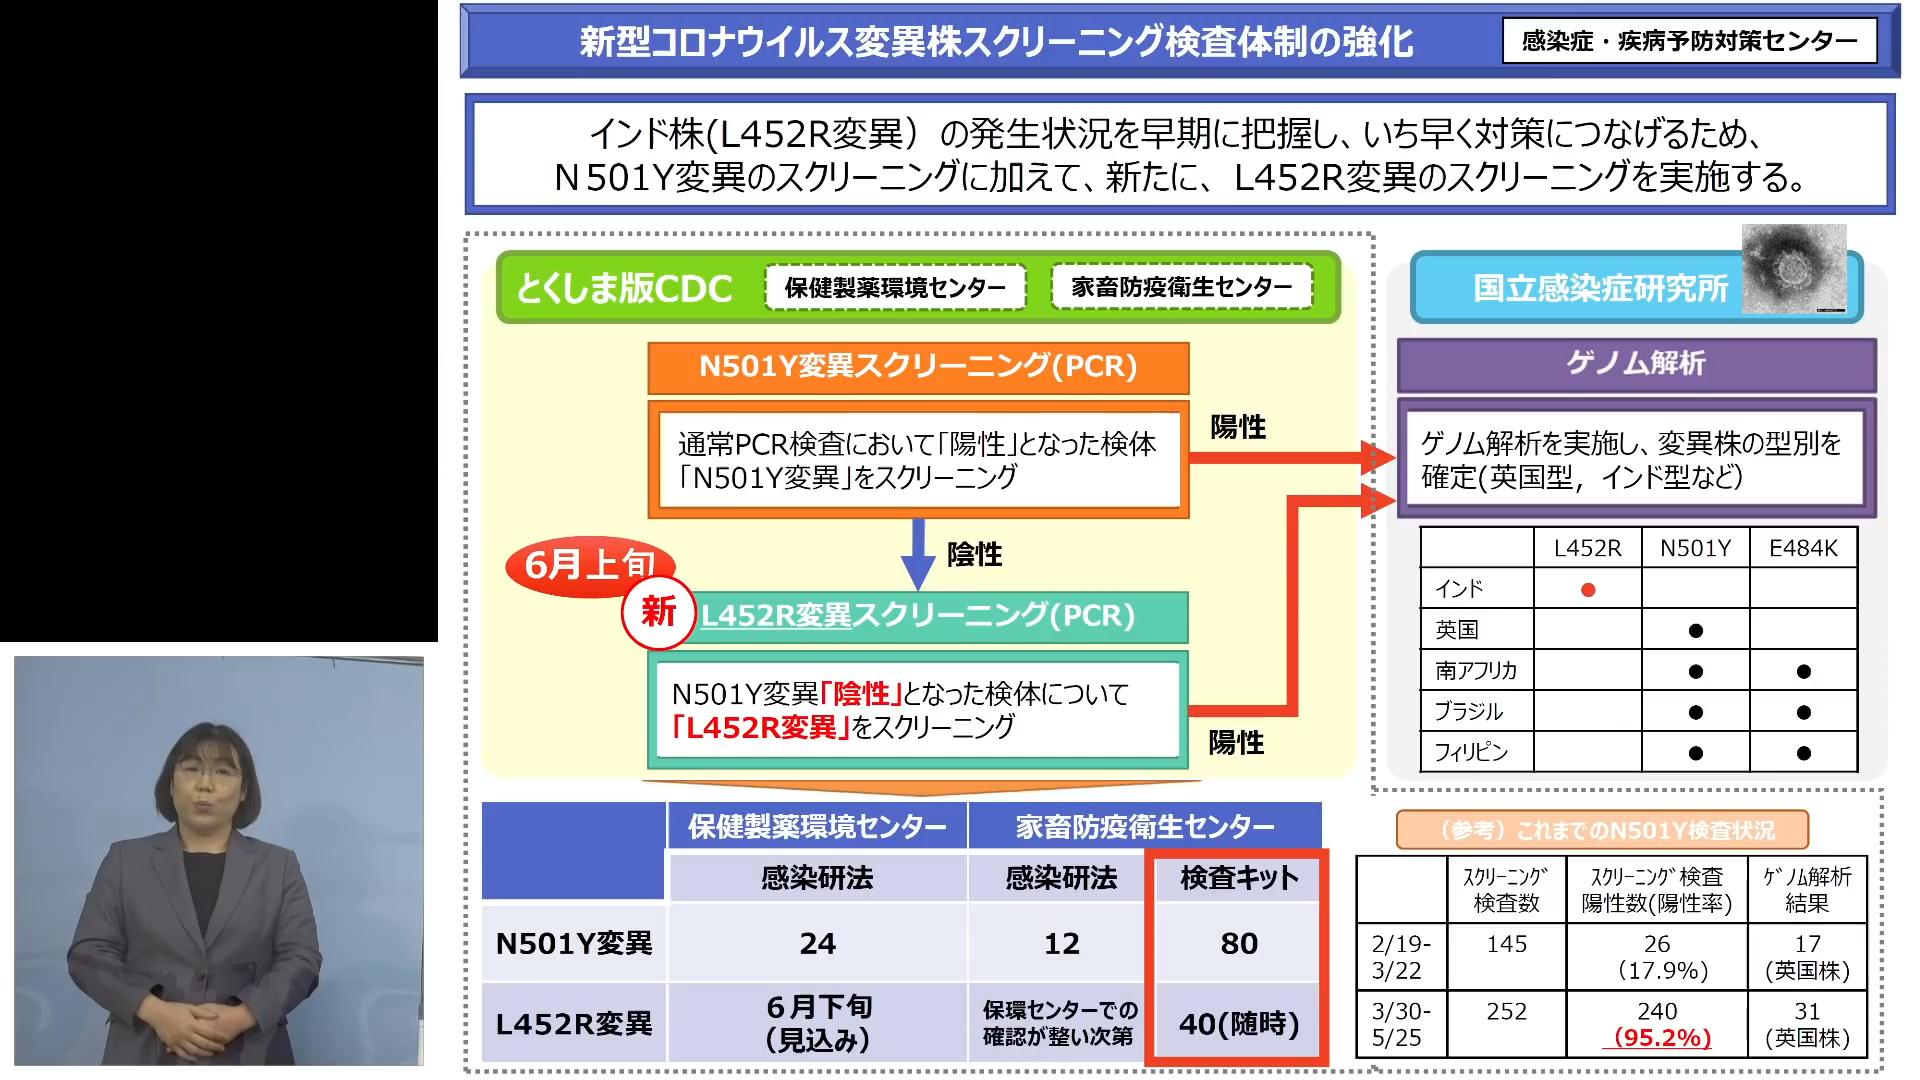 新型コロナウイルス変異株スクリーニング検査体制の強化
感染症・疾病予防対策センター
インド株(L452R変異）の発生状況を早期に把握し、いち早く対策につなげるため、
Ｎ501Y変異のスクリーニングに加えて、新たに、L452R変異のスクリーニングを実施する。
とくしま版CDC
保健製薬環境センター
家畜防疫衛生センター
国立感染症研究所
N501Y変異スクリーニング(PCR)
通常PCR検査において「陽性」となった検体
「N501Y変異」をスクリーニング
陽性
陰性
6月上旬
新
L452R変異スクリーニング(PCR)
N501Y変異「陰性」となった検体について
「L452R変異」をスクリーニング
陽性
ゲノム解析
ゲノム解析を実施し、変異株の型別を
確定(英国型，インド型など）
L452R N501Y E484K
インド ●
英国 ●
南アフリカ ● ●
ブラジル ● ●
フィリピン ● ●
保健製薬環境センター 家畜防疫衛生センター
感染研法 感染研法 検査キット
N501Y変異 24 12 80
L452R変異 ６月下旬 保環センターでの 40(随時)
（見込み） 確認が整い次第
（参考）これまでのN501Y検査状況
ｽｸﾘｰﾆﾝｸﾞ ｽｸﾘｰﾆﾝｸﾞ検査 ｹﾞﾉﾑ解析
検査数 陽性数(陽性率) 結果
2/19- 145 26 17
3/22 （17.9%) (英国株)
3/30- 252 240 31
5/25 （95.2%) (英国株)